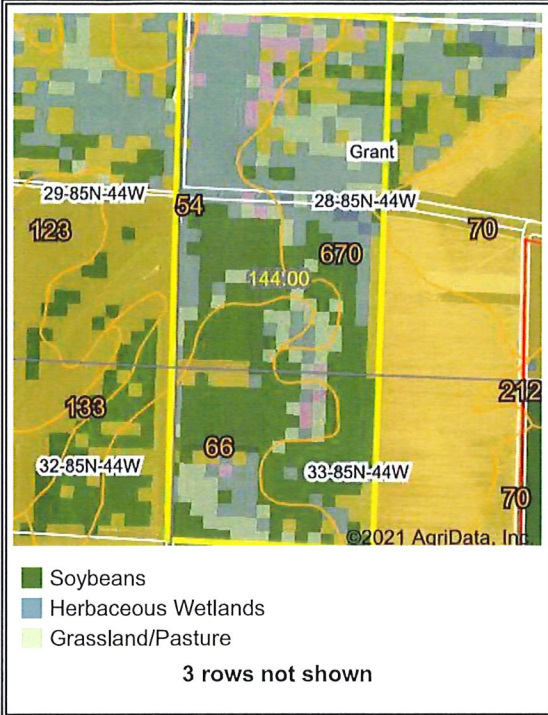 Grant
29-85N-44W
54
28-85N-44W
123
670
70
144.00
212
133
66
32-85N-44W
33-85N-44W
70
©2021 AgriData, Inc.
Soybeans
Herbaceous Wetlands
Grassland/Pasture
3 rows not shown